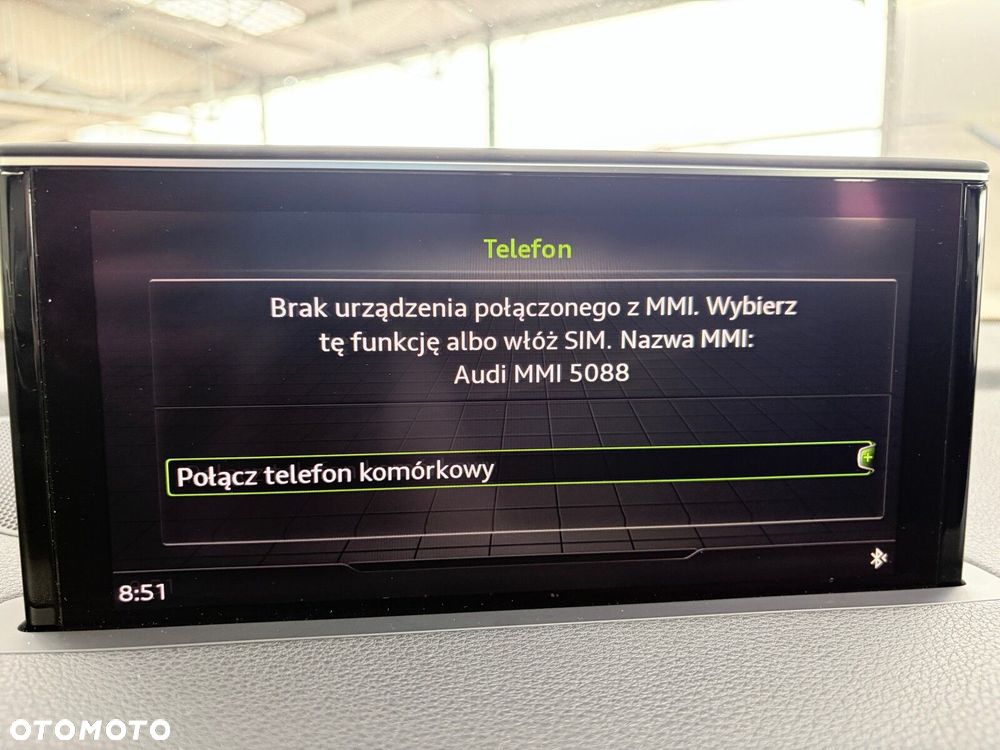 Telefon
Brak urządzenia połączonego z MMI. Wybierz
tę funkcję albo włóż SIM. Nazwa MMI:
Audi MMI 5088
Połącz telefon komórkowy
8:51
OTOMOTO